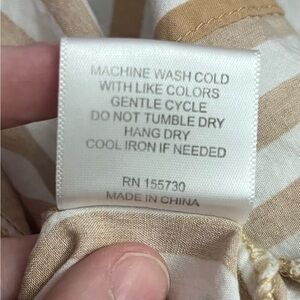 MACHINE WASH COLD
WITH LIKE COLORS
GENTLE CYCLE
DO NOT TUMBLE DRY
HANG DRY
COOL IRON IF NEEDED
RN 155730
MADE IN CHINA